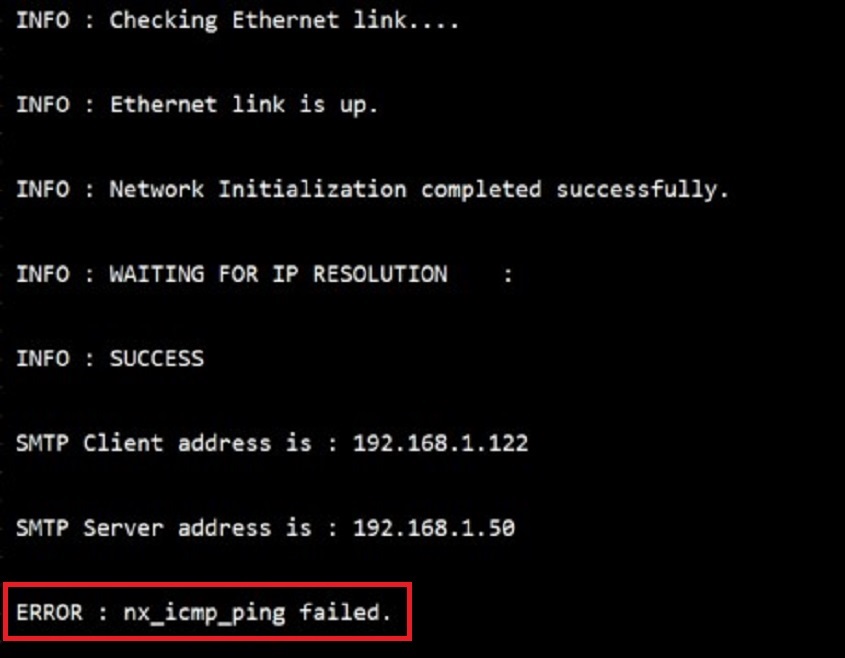 INFO : Checking Ethernet link....
INFO : Ethernet link is up.
INFO : Network Initialization completed successfully.
INFO : WAITING FOR IP RESOLUTION    :
INFO : SUCCESS
SMTP Client address is : 192.168.1.122
SMTP Server address is : 192.168.1.50
ERROR : nx_icmp_ping failed.